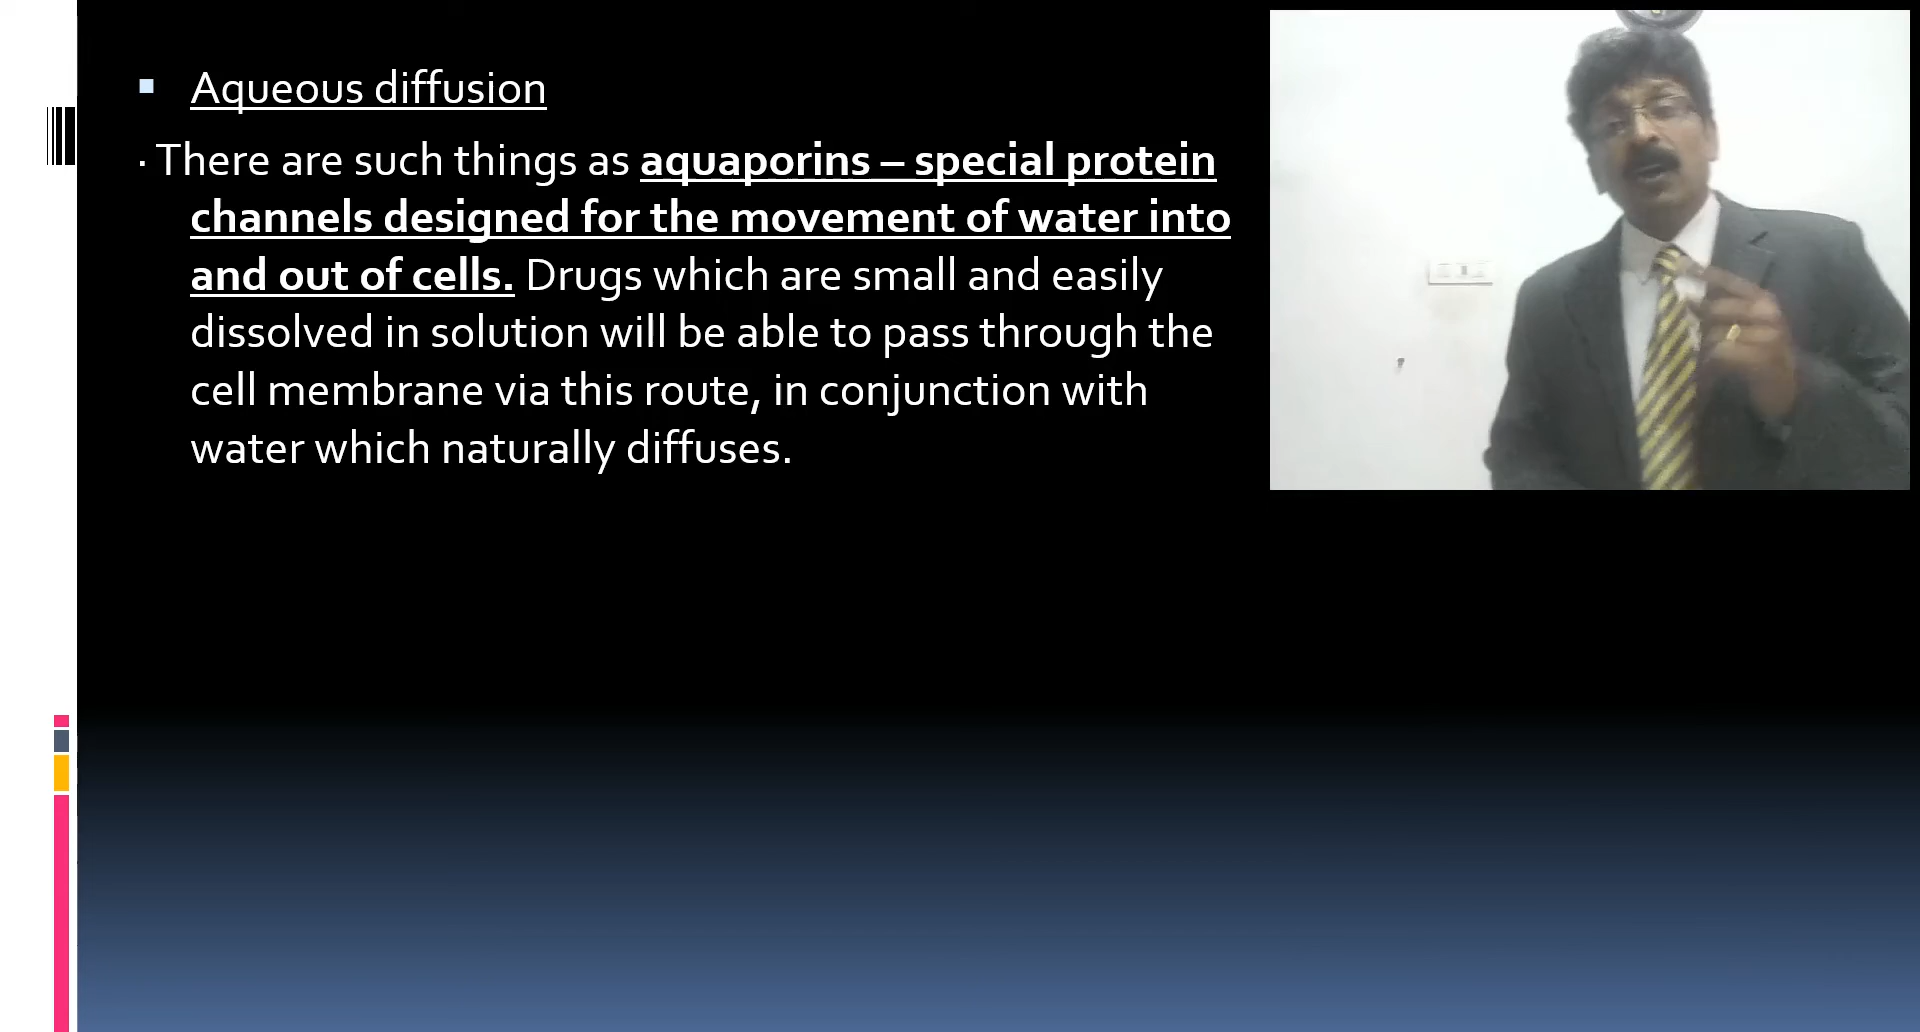 Aqueous diffusion
· There are such things as aquaporins – special protein
channels designed for the movement of water into
and out of cells. Drugs which are small and easily
dissolved in solution will be able to pass through the
cell membrane via this route, in conjunction with
water which naturally diffuses.